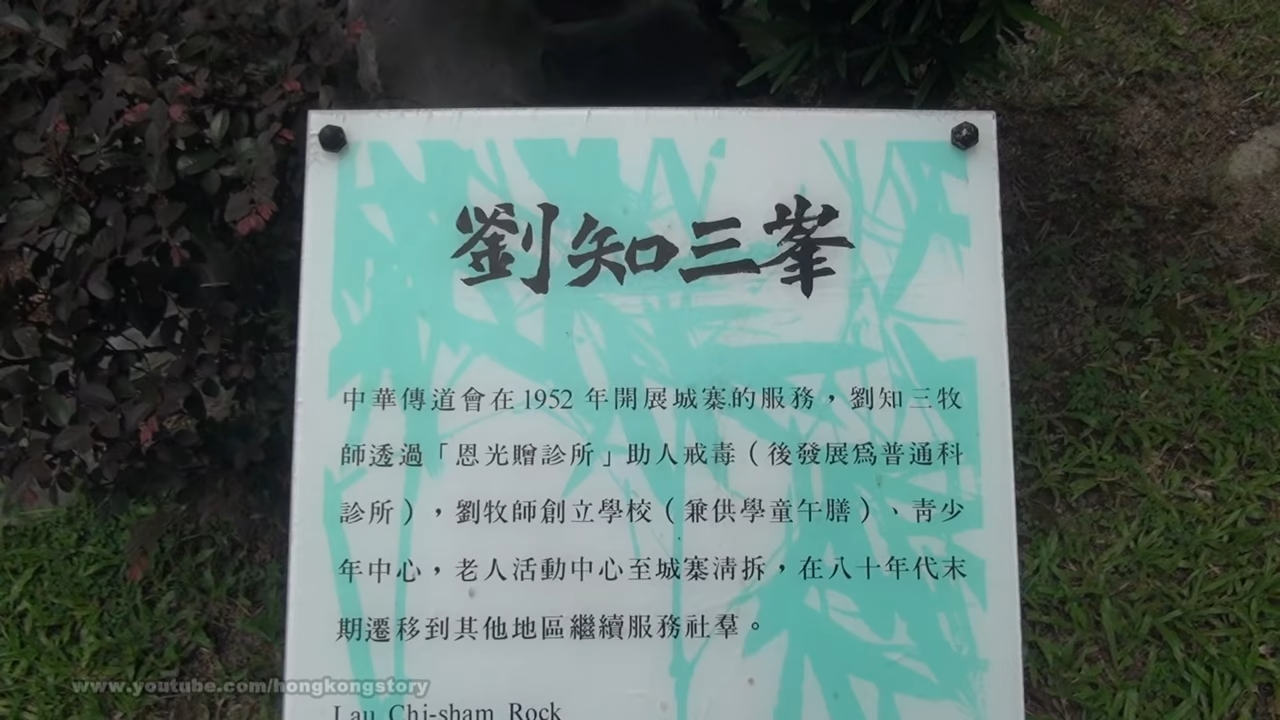 劉知三峯
中華傳道會在1952 年開展城寨的服務，劉知三牧
師透過「恩光贈診所」助人戒毒（後發展爲普通科
診所），劉牧師創立學校（兼供學童午膳）、靑少
年中心，老人活動中心至城寨淸拆，在八十年代末
期遷移到其他地區繼續服務社羣。
Lau Chi-sham Rock
www.youtube.com/hongkongstory